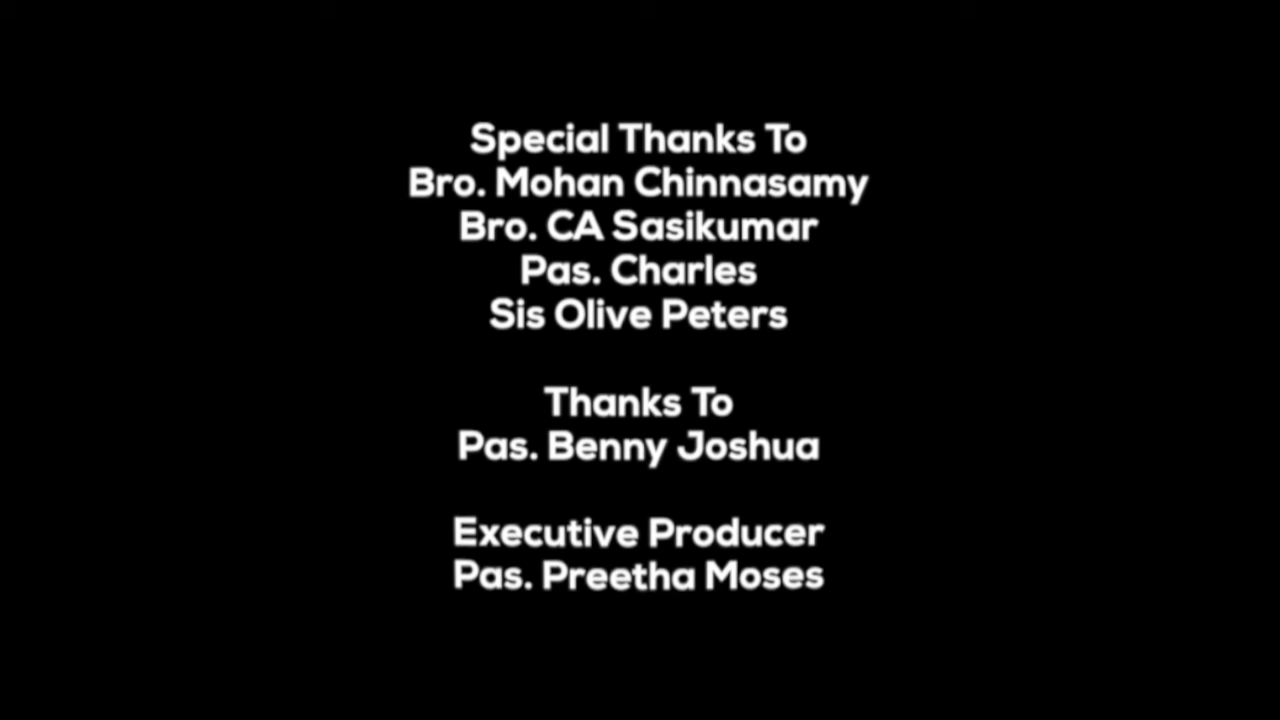 Special Thanks To
Bro. Mohan Chinnasamy
Bro. CA Sasikumar
Pas. Charles
Sis Olive Peters
Thanks To
Pas. Benny Joshua
Executive Producer
Pas. Preetha Moses